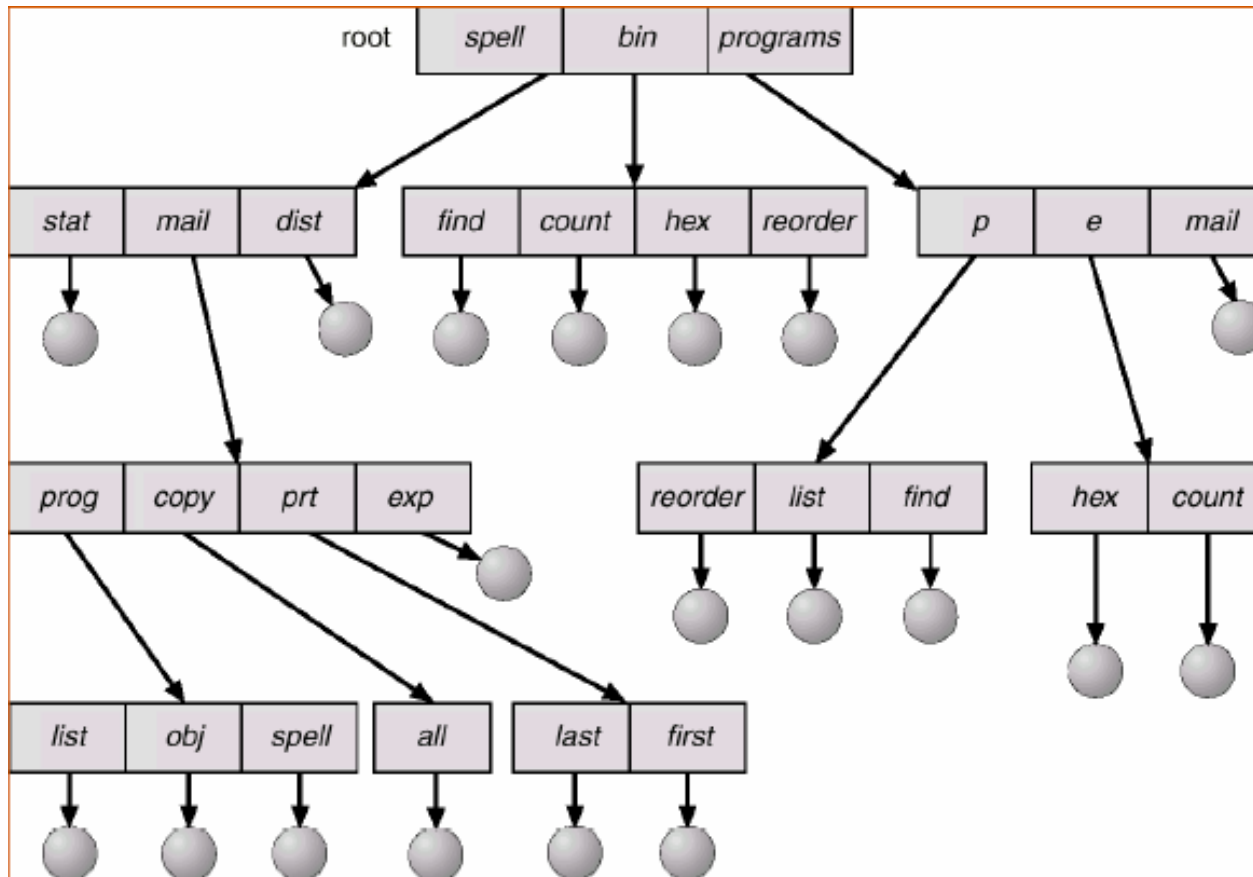 root spell bin programs
stat mail dist find count hex reorder p e mail
prog copy prt exp reorder list find hex count
list obj spell all last first